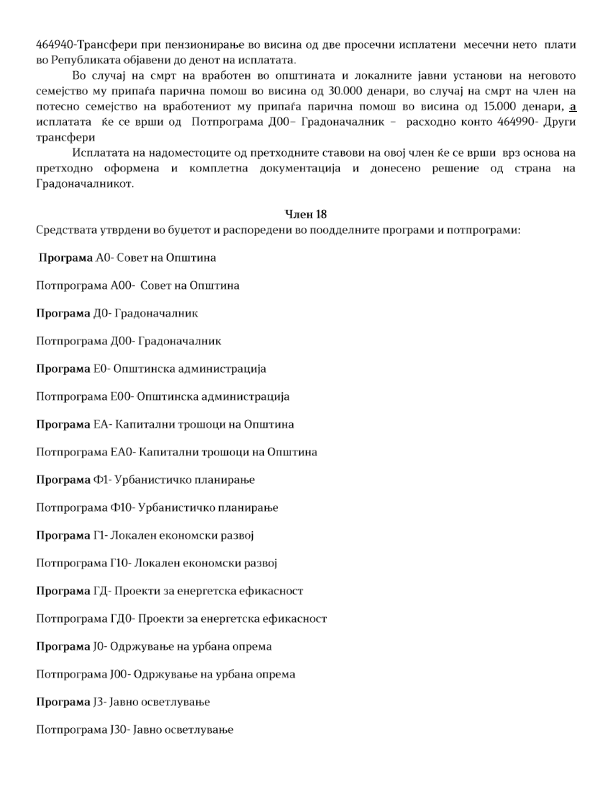 464940-Трансфери при пензионирање во висина од две просечни исплатени месечни нето плати
во Републиката објавени до денот на исплатата.
Во случај на смрт на вработен во општината и локалните јавни установи на неговото
семејство му припаѓа парична помош во висина од 30.000 денари, во случај на смрт на член на
потесно семејство на вработениот му припаѓа парична помош во висина од 15.000 денари, а
исплатата ќе се врши од Потпрограма Д00– Градоначалник – расходно конто 464990- Други
трансфери
Исплатата на надоместоците од претходните ставови на овој член ќе се врши врз основа на
претходно оформена и комплетна документација и донесено решение од страна на
Градоначалникот.
Член 18
Средствата утврдени во буџетот и распоредени во поодделните програми и потпрограми:
Програма А0- Совет на Општина
Потпрограма А00- Совет на Општина
Програма Д0- Градоначалник
Потпрограма Д00- Градоначалник
Програма Е0- Општинска администрација
Потпрограма Е00- Општинска администрација
Програма ЕА- Капитални трошоци на Општина
Потпрограма ЕА0- Капитални трошоци на Општина
Програма Ф1- Урбанистичко планирање
Потпрограма Ф10- Урбанистичко планирање
Програма Г1- Локален економски развој
Потпрограма Г10- Локален економски развој
Програма ГД- Проекти за енергетска ефикасност
Потпрограма ГД0- Проекти за енергетска ефикасност
Програма Ј0- Одржување на урбана опрема
Потпрограма Ј00- Одржување на урбана опрема
Програма Ј3- Јавно осветлување
Потпрограма Ј30- Јавно осветлување